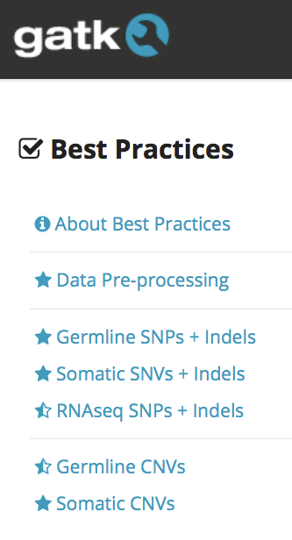 gatk
Best Practices
About Best Practices
Data Pre-processing
Germline SNPs + Indels
Somatic SNVs + Indels
RNAseq SNPs + Indels
Germline CNVs
Somatic CNVs